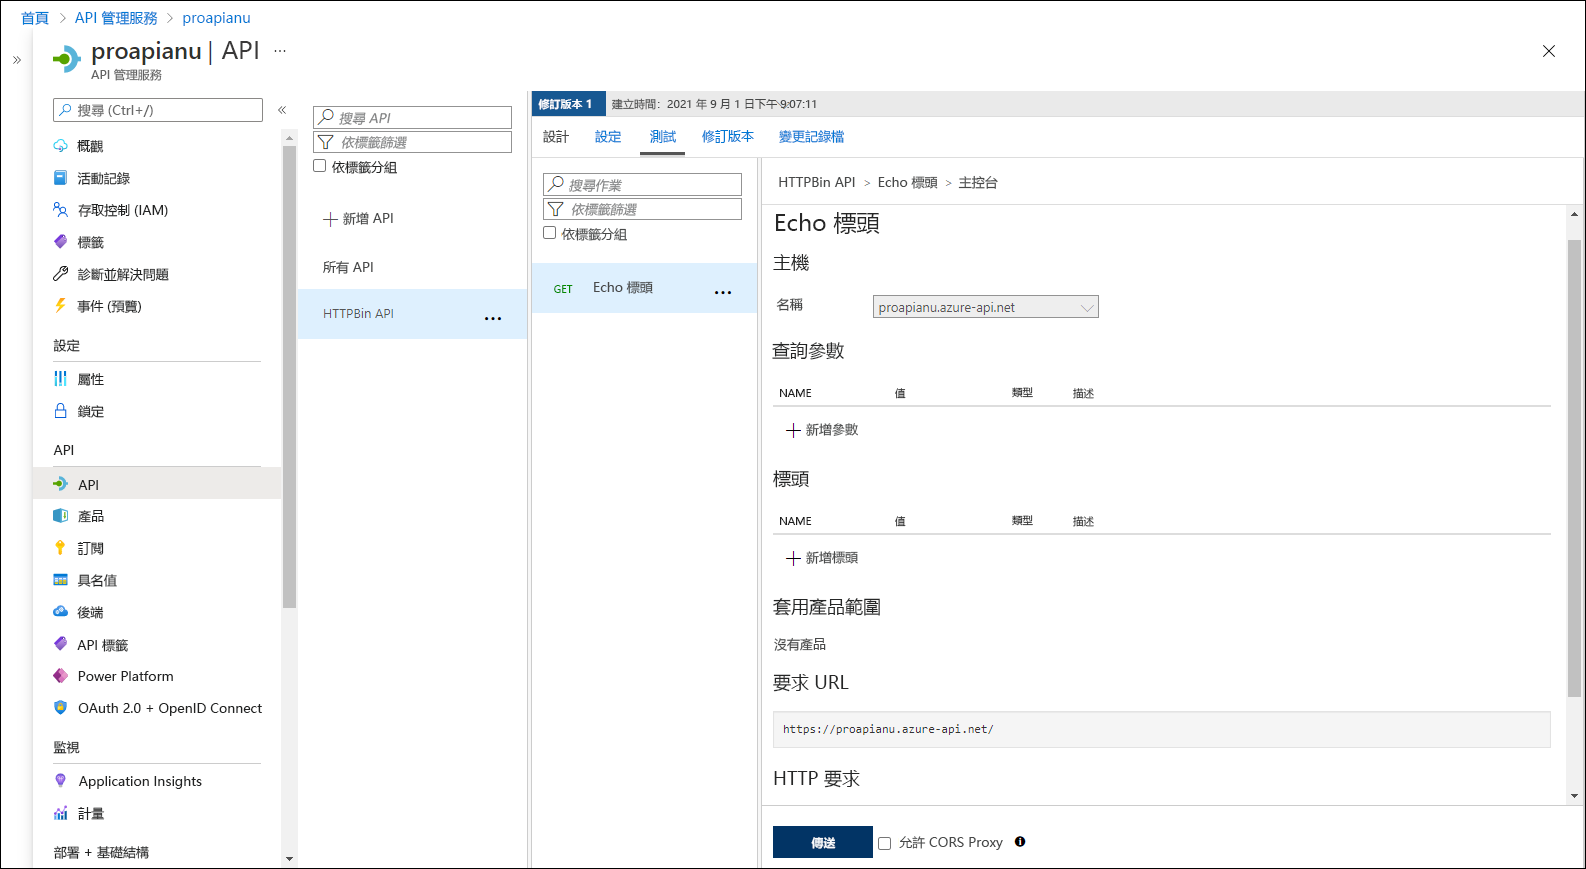 首頁 > API 管理服務 > proapianu
proapianu | API ...
API 管理服務
搜尋 (Ctrl+/)
概觀
活動記錄
存取控制 (IAM)
標籤
診斷並解決問題
事件 (預覽)
設定
屬性
鎖定
API
API
產品
訂閱
具名值
後端
API 標籤
Power Platform
OAuth 2.0 + OpenID Connect
監視
Application Insights
計量
部署 + 基礎結構
搜尋 API
依標籤篩選
依標籤分組
新增 API
所有 API
HTTPBin API ...
修訂版本 1 建立時間: 2021 年 9 月 1 日下午 9:07:11
設計 設定 測試 修訂版本 變更記錄檔
搜尋作業
依標籤篩選
依標籤分組
GET Echo 標頭 ...
HTTPBin API > Echo 標頭 > 主控台
Echo 標頭
主機
名稱 proapianu.azure-api.net
查詢參數
NAME 值 類型 描述
新增參數
標頭
NAME 值 類型 描述
新增標頭
套用產品範圍
沒有產品
要求 URL
https://proapianu.azure-api.net/
HTTP 要求
傳送 允許 CORS Proxy